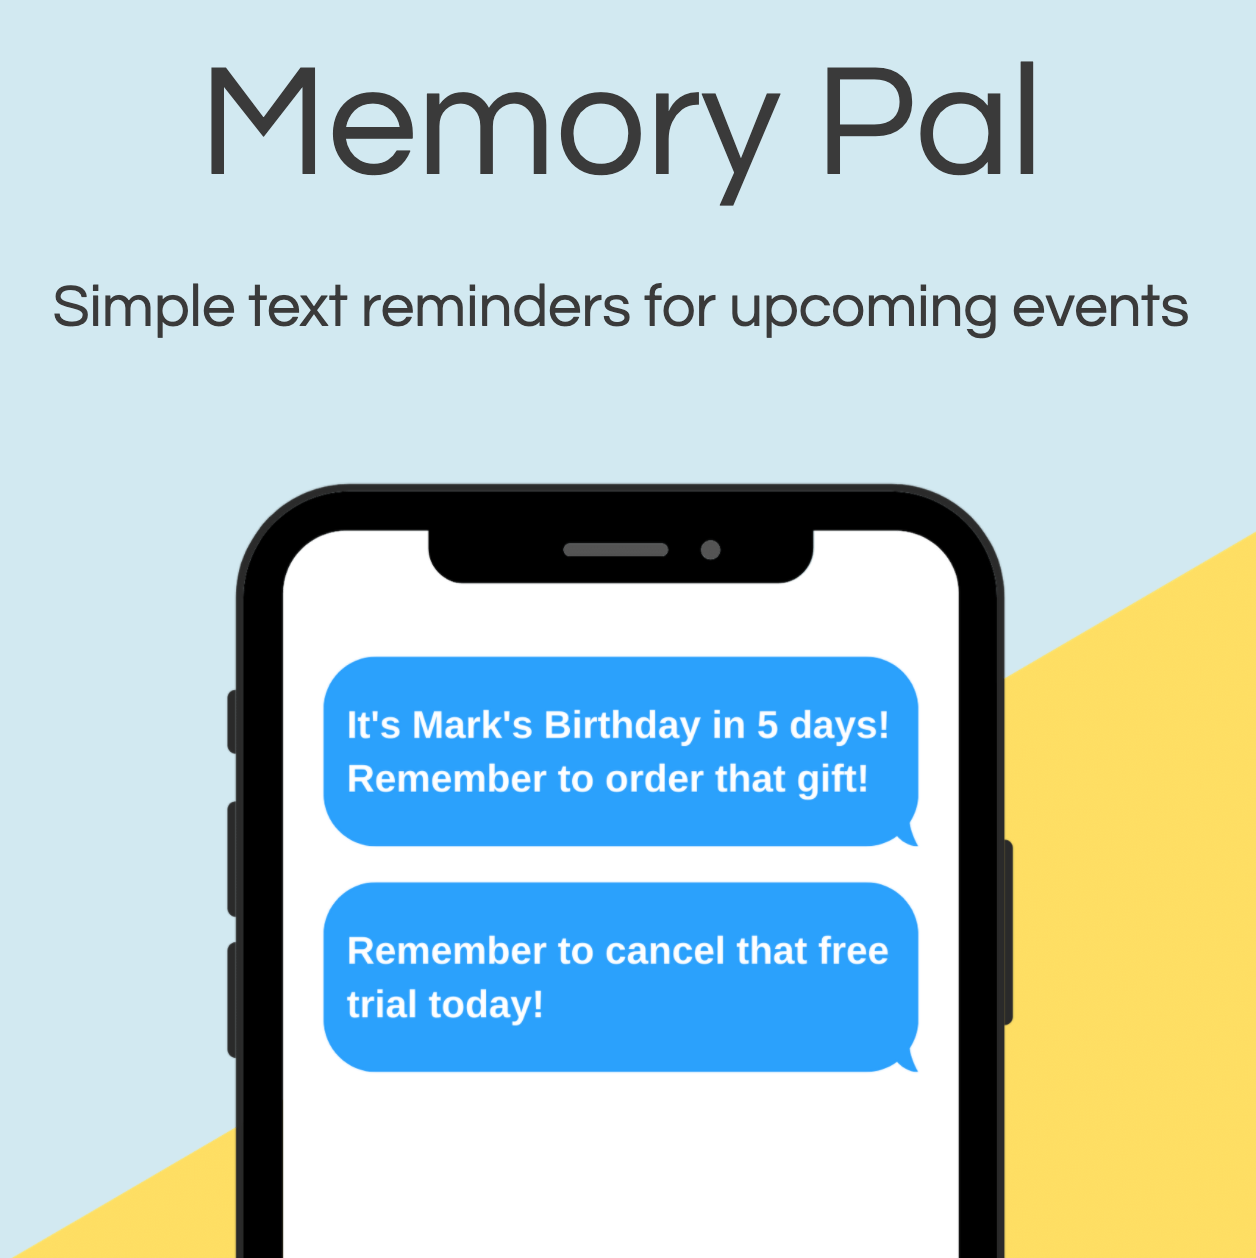 Memory Pal
Simple text reminders for upcoming events
It's Mark's Birthday in 5 days!
Remember to order that gift!
Remember to cancel that free
trial today!